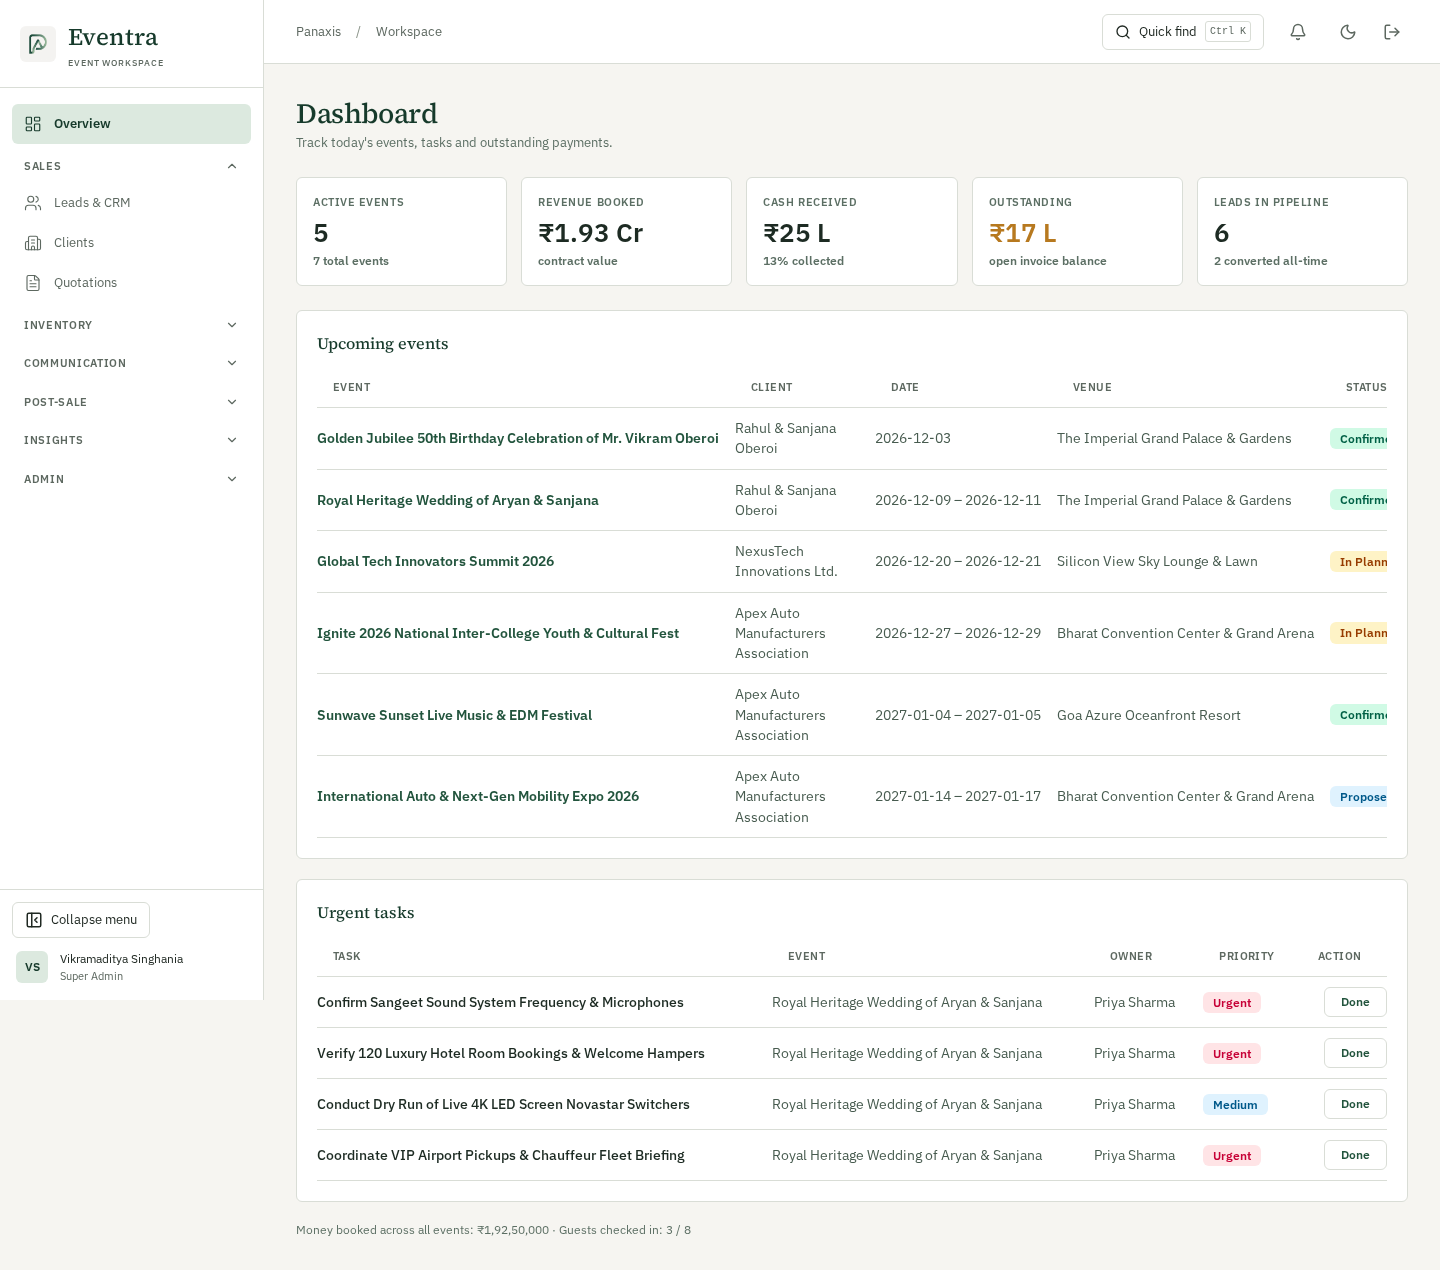 Eventra
EVENT WORKSPACE
Panaxis / Workspace
Quick find Ctrl K
Overview
SALES
Leads & CRM
Clients
Quotations
INVENTORY
COMMUNICATION
POST-SALE
INSIGHTS
ADMIN
Collapse menu
VS
Vikramaditya Singhania
Super Admin
Dashboard
Track today's events, tasks and outstanding payments.
ACTIVE EVENTS
5
7 total events
REVENUE BOOKED
₹1.93 Cr
contract value
CASH RECEIVED
₹25 L
13% collected
OUTSTANDING
₹17 L
open invoice balance
LEADS IN PIPELINE
6
2 converted all-time
Upcoming events
EVENT CLIENT DATE VENUE STATUS
Golden Jubilee 50th Birthday Celebration of Mr. Vikram Oberoi Rahul & Sanjana Oberoi 2026-12-03 The Imperial Grand Palace & Gardens Confirme
Royal Heritage Wedding of Aryan & Sanjana Rahul & Sanjana Oberoi 2026-12-09 – 2026-12-11 The Imperial Grand Palace & Gardens Confirme
Global Tech Innovators Summit 2026 NexusTech Innovations Ltd. 2026-12-20 – 2026-12-21 Silicon View Sky Lounge & Lawn In Plann
Ignite 2026 National Inter-College Youth & Cultural Fest Apex Auto Manufacturers Association 2026-12-27 – 2026-12-29 Bharat Convention Center & Grand Arena In Plann
Sunwave Sunset Live Music & EDM Festival Apex Auto Manufacturers Association 2027-01-04 – 2027-01-05 Goa Azure Oceanfront Resort Confirme
International Auto & Next-Gen Mobility Expo 2026 Apex Auto Manufacturers Association 2027-01-14 – 2027-01-17 Bharat Convention Center & Grand Arena Propose
Urgent tasks
TASK EVENT OWNER PRIORITY ACTION
Confirm Sangeet Sound System Frequency & Microphones Royal Heritage Wedding of Aryan & Sanjana Priya Sharma Urgent Done
Verify 120 Luxury Hotel Room Bookings & Welcome Hampers Royal Heritage Wedding of Aryan & Sanjana Priya Sharma Urgent Done
Conduct Dry Run of Live 4K LED Screen Novastar Switchers Royal Heritage Wedding of Aryan & Sanjana Priya Sharma Medium Done
Coordinate VIP Airport Pickups & Chauffeur Fleet Briefing Royal Heritage Wedding of Aryan & Sanjana Priya Sharma Urgent Done
Money booked across all events: ₹1,92,50,000 · Guests checked in: 3 / 8